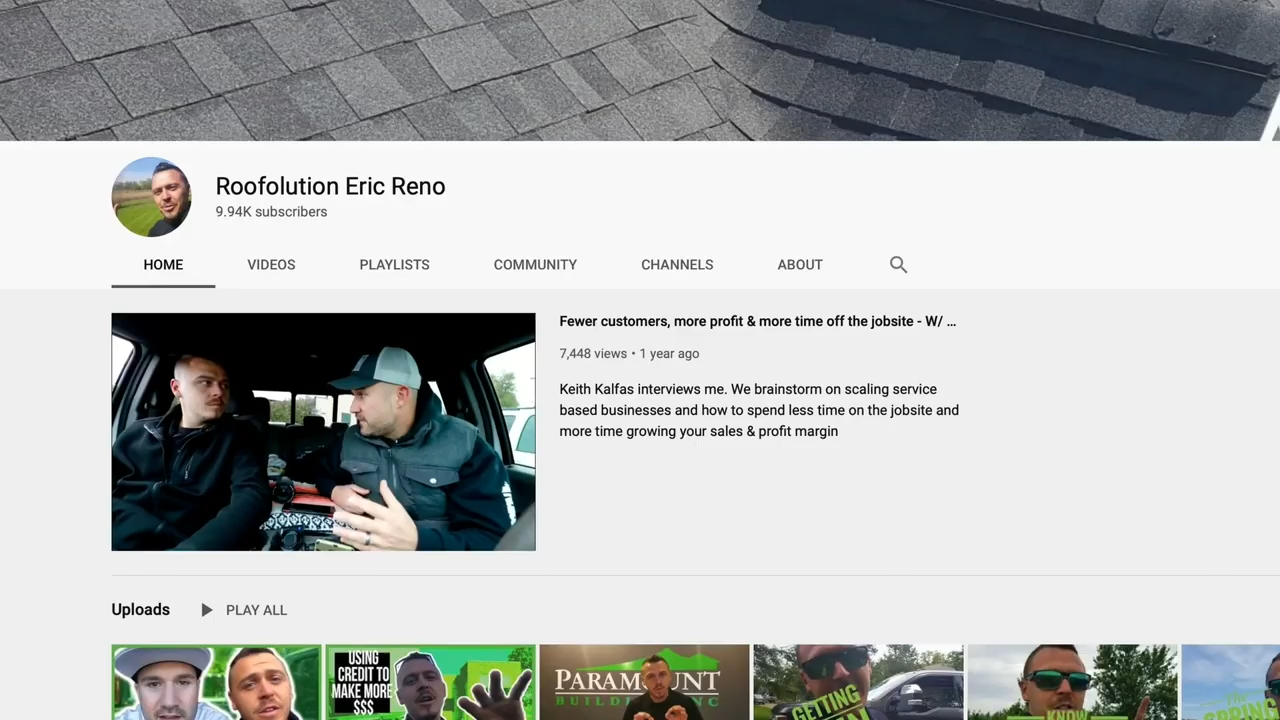 Roofolution Eric Reno
9.94K subscribers
HOME VIDEOS PLAYLISTS COMMUNITY CHANNELS ABOUT
Fewer customers, more profit & more time off the jobsite - W/ ...
7,448 views • 1 year ago
Keith Kalfas interviews me. We brainstorm on scaling service
based businesses and how to spend less time on the jobsite and
more time growing your sales & profit margin
Uploads PLAY ALL
USING
CREDIT TO
MAKE MORE
$$$
PARAMOUNT
GETTING
KNOW